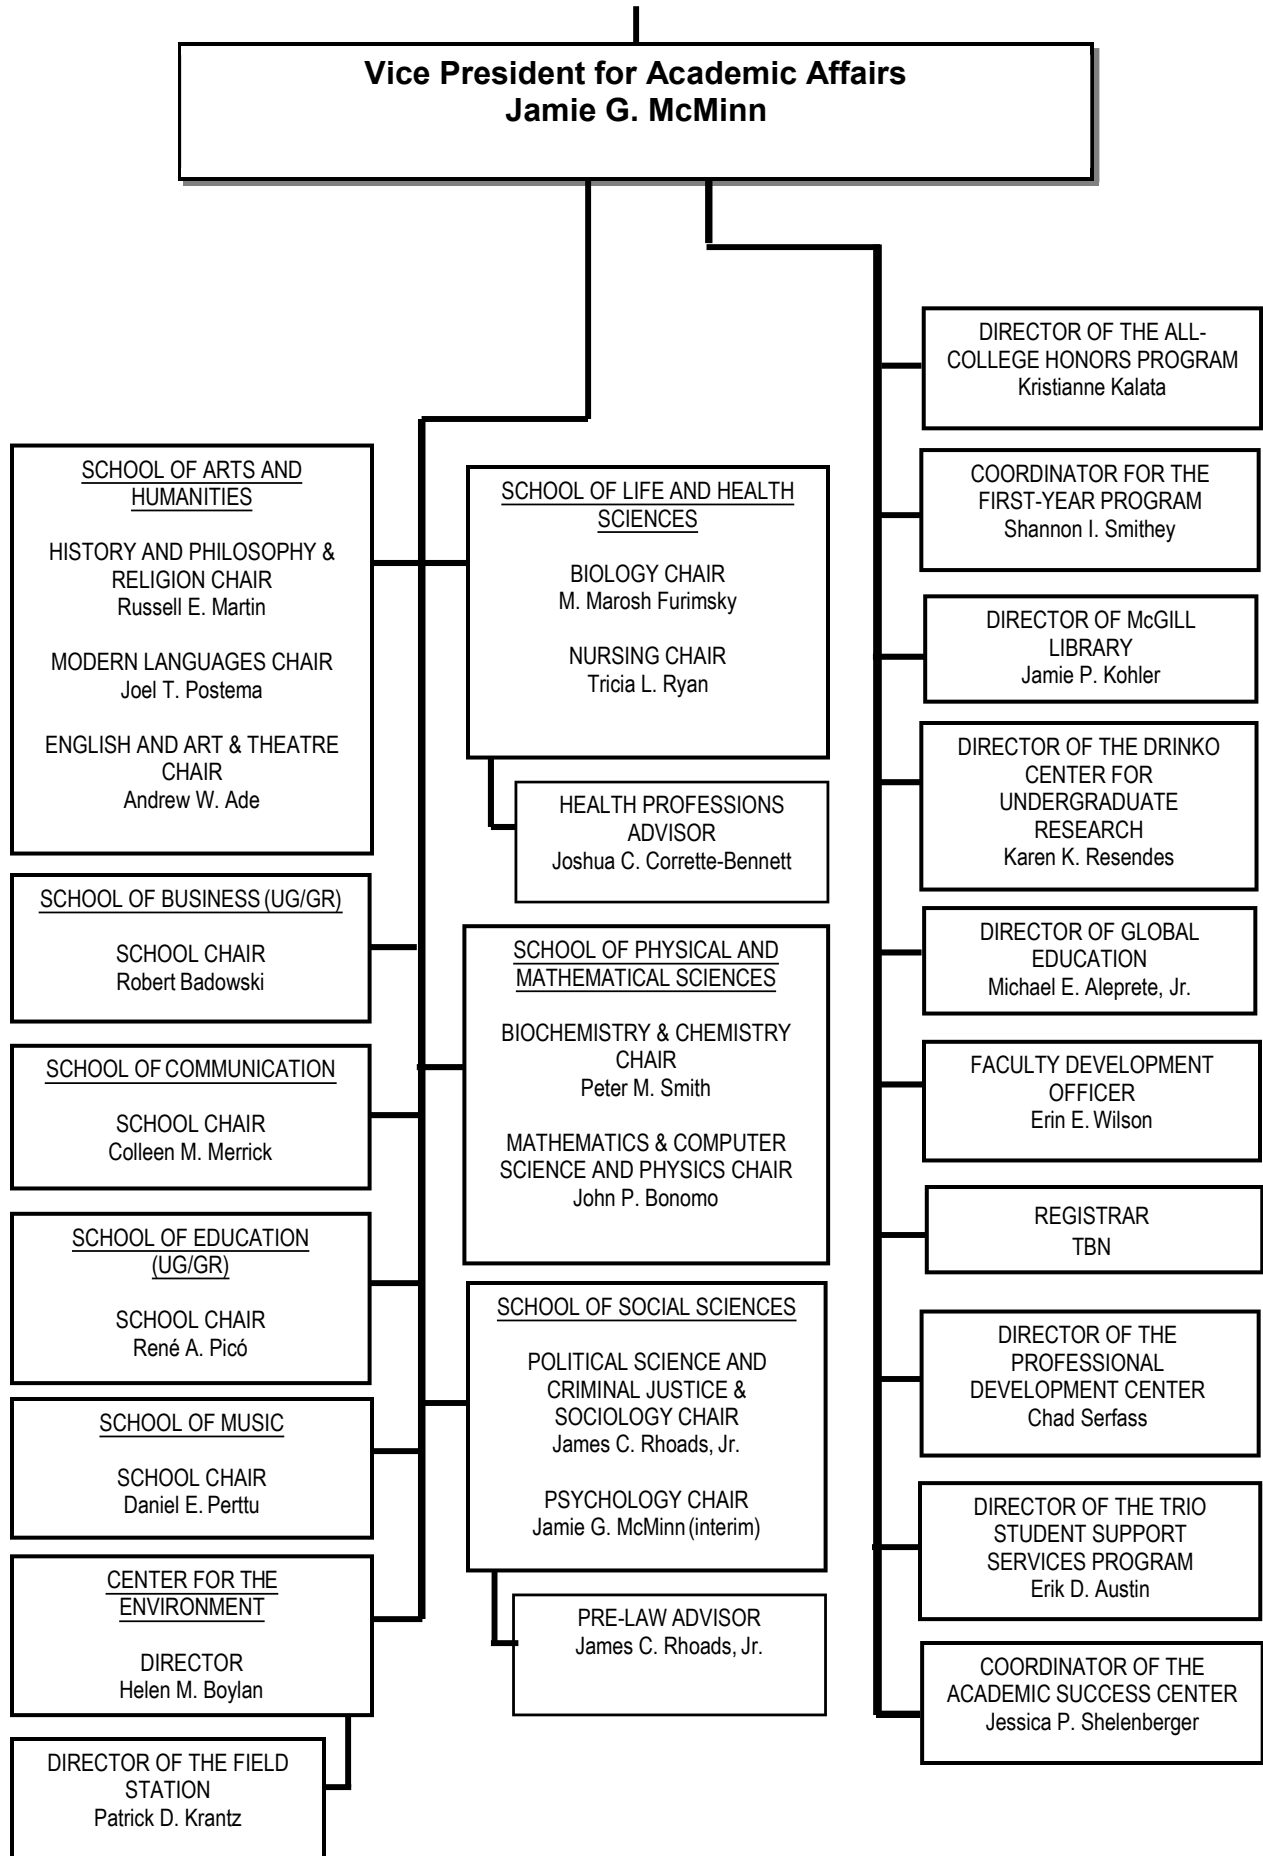 Vice President for Academic Affairs
Jamie G. McMinn
SCHOOL OF ARTS AND
HUMANITIES
HISTORY AND PHILOSOPHY &
RELIGION CHAIR
Russell E. Martin
MODERN LANGUAGES CHAIR
Joel T. Postema
ENGLISH AND ART & THEATRE
CHAIR
Andrew W. Ade
SCHOOL OF BUSINESS (UG/GR)
SCHOOL CHAIR
Robert Badowski
SCHOOL OF COMMUNICATION
SCHOOL CHAIR
Colleen M. Merrick
SCHOOL OF EDUCATION
(UG/GR)
SCHOOL CHAIR
René A. Picó
SCHOOL OF MUSIC
SCHOOL CHAIR
Daniel E. Perttu
CENTER FOR THE
ENVIRONMENT
DIRECTOR
Helen M. Boylan
DIRECTOR OF THE FIELD
STATION
Patrick D. Krantz
SCHOOL OF LIFE AND HEALTH
SCIENCES
BIOLOGY CHAIR
M. Marosh Furimsky
NURSING CHAIR
Tricia L. Ryan
HEALTH PROFESSIONS
ADVISOR
Joshua C. Corrette-Bennett
SCHOOL OF PHYSICAL AND
MATHEMATICAL SCIENCES
BIOCHEMISTRY & CHEMISTRY
CHAIR
Peter M. Smith
MATHEMATICS & COMPUTER
SCIENCE AND PHYSICS CHAIR
John P. Bonomo
SCHOOL OF SOCIAL SCIENCES
POLITICAL SCIENCE AND
CRIMINAL JUSTICE &
SOCIOLOGY CHAIR
James C. Rhoads, Jr.
PSYCHOLOGY CHAIR
Jamie G. McMinn (interim)
PRE-LAW ADVISOR
James C. Rhoads, Jr.
DIRECTOR OF THE ALL-
COLLEGE HONORS PROGRAM
Kristianne Kalata
COORDINATOR FOR THE
FIRST-YEAR PROGRAM
Shannon I. Smithey
DIRECTOR OF McGILL
LIBRARY
Jamie P. Kohler
DIRECTOR OF THE DRINKO
CENTER FOR
UNDERGRADUATE
RESEARCH
Karen K. Resendes
DIRECTOR OF GLOBAL
EDUCATION
Michael E. Aleprete, Jr.
FACULTY DEVELOPMENT
OFFICER
Erin E. Wilson
REGISTRAR
TBN
DIRECTOR OF THE
PROFESSIONAL
DEVELOPMENT CENTER
Chad Serfass
DIRECTOR OF THE TRIO
STUDENT SUPPORT
SERVICES PROGRAM
Erik D. Austin
COORDINATOR OF THE
ACADEMIC SUCCESS CENTER
Jessica P. Shelenberger